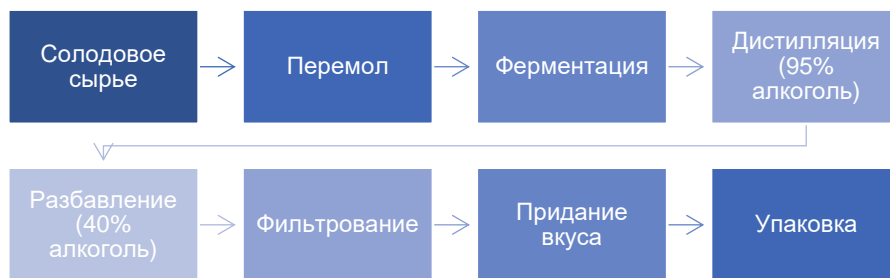 Солодовое
сырье
Перемол
Ферментация
Дистилляция
(95%
алкоголь)
Разбавление
(40%
алкоголь)
Фильтрование
Придание
вкуса
Упаковка